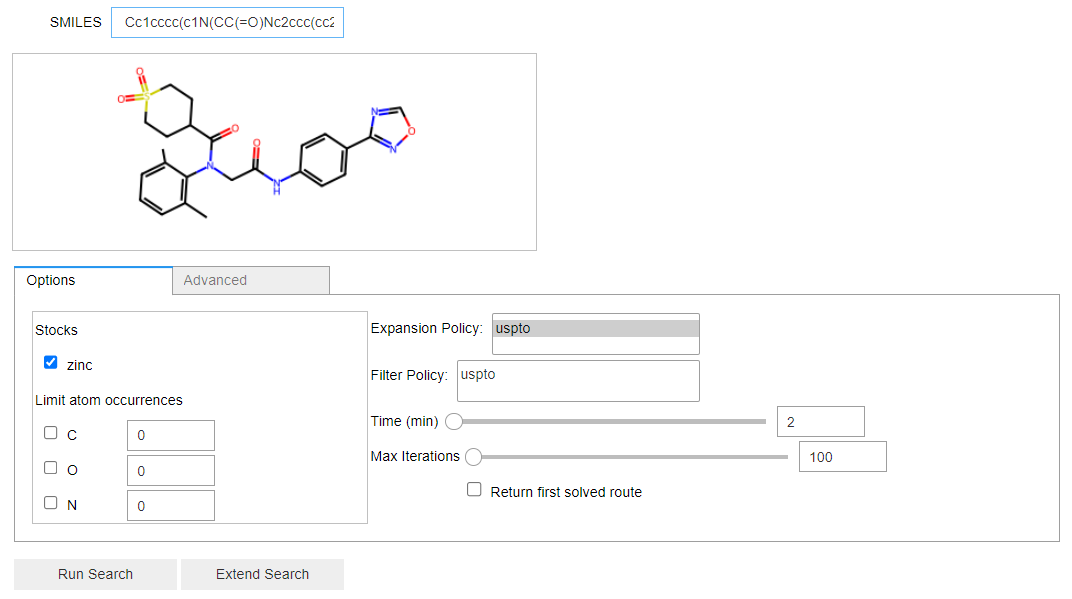 SMILES Cc1cccc(c1N(CC(=O)Nc2ccc(cc2
O
O
S
O
N
O
N
H
N
O
N
Options Advanced
Stocks
zinc
Limit atom occurrences
C 0
O 0
N 0
Expansion Policy: uspto
Filter Policy: uspto
Time (min) 2
Max Iterations 100
Return first solved route
Run Search Extend Search